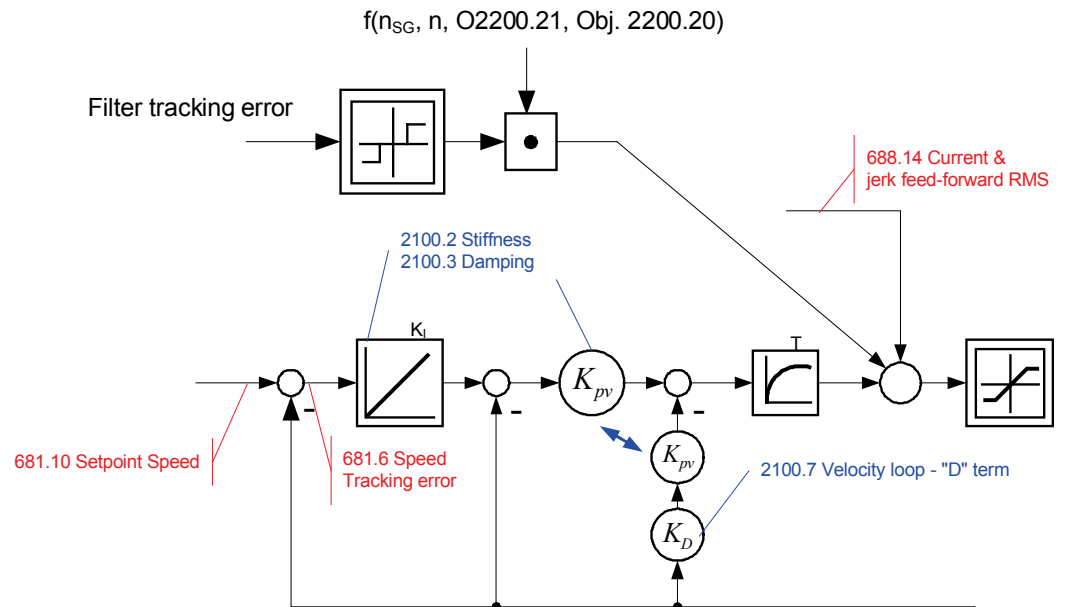 f(nSG, n, O2200.21, Obj. 2200.20)
Filter tracking error
688.14 Current &
jerk feed-forward RMS
2100.2 Stiffness
2100.3 Damping
KI
T
Kpv
-
-
-
681.10 Setpoint Speed
681.6 Speed
Tracking error
Kpv
2100.7 Velocity loop - "D" term
KD